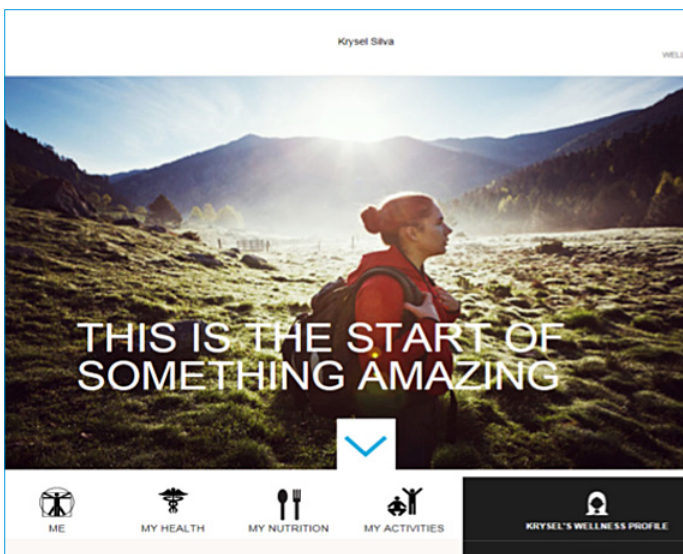 Krysel Silva
WELL
THIS IS THE START OF
SOMETHING AMAZING
ME
MY HEALTH
MY NUTRITION
MY ACTIVITIES
KRYSEL'S WELLNESS PROFILE